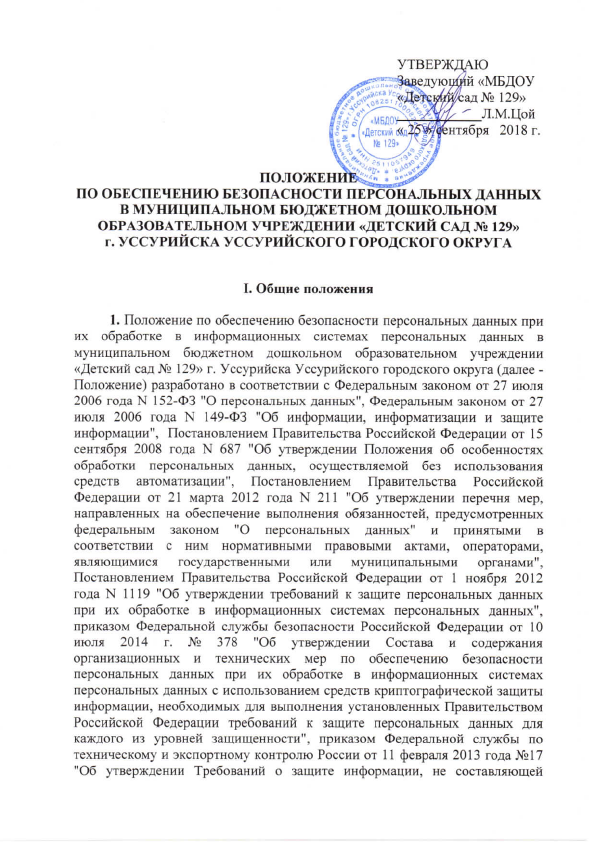 УТВЕРЖДАЮ
Заведующий «МБДОУ
«Детский сад № 129»
Л.М.Цой
« 25 » сентября 2018 г.
«МБДОУ
«Детский сад
№ 129»
ПОЛОЖЕНИЕ
ПО ОБЕСПЕЧЕНИЮ БЕЗОПАСНОСТИ ПЕРСОНАЛЬНЫХ ДАННЫХ
В МУНИЦИПАЛЬНОМ БЮДЖЕТНОМ ДОШКОЛЬНОМ
ОБРАЗОВАТЕЛЬНОМ УЧРЕЖДЕНИИ «ДЕТСКИЙ САД № 129»
г. УССУРИЙСКА УССУРИЙСКОГО ГОРОДСКОГО ОКРУГА
I. Общие положения
1. Положение по обеспечению безопасности персональных данных при
их обработке в информационных системах персональных данных в
муниципальном бюджетном дошкольном образовательном учреждении
«Детский сад № 129» г. Уссурийска Уссурийского городского округа (далее -
Положение) разработано в соответствии с Федеральным законом от 27 июля
2006 года N 152-ФЗ "О персональных данных", Федеральным законом от 27
июля 2006 года N 149-ФЗ "Об информации, информатизации и защите
информации", Постановлением Правительства Российской Федерации от 15
сентября 2008 года N 687 "Об утверждении Положения об особенностях
обработки персональных данных, осуществляемой без использования
средств автоматизации", Постановлением Правительства Российской
Федерации от 21 марта 2012 года N 211 "Об утверждении перечня мер,
направленных на обеспечение выполнения обязанностей, предусмотренных
федеральным законом "О персональных данных" и принятыми в
соответствии с ним нормативными правовыми актами, операторами,
являющимися государственными или муниципальными органами",
Постановлением Правительства Российской Федерации от 1 ноября 2012
года N 1119 "Об утверждении требований к защите персональных данных
при их обработке в информационных системах персональных данных",
приказом Федеральной службы безопасности Российской Федерации от 10
июля 2014 г. № 378 "Об утверждении Состава и содержания
организационных и технических мер по обеспечению безопасности
персональных данных при их обработке в информационных системах
персональных данных с использованием средств криптографической защиты
информации, необходимых для выполнения установленных Правительством
Российской Федерации требований к защите персональных данных для
каждого из уровней защищенности", приказом Федеральной службы по
техническому и экспортному контролю России от 11 февраля 2013 года №17
"Об утверждении Требований о защите информации, не составляющей